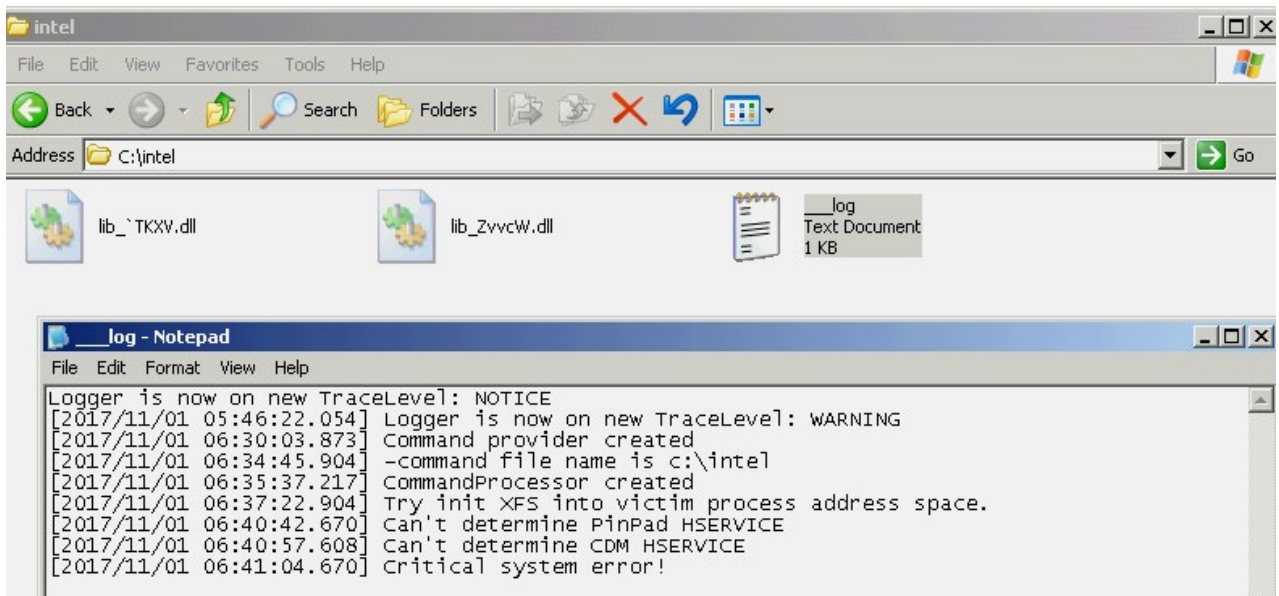 intel
File Edit View Favorites Tools Help
Back Search Folders
Address C:\intel Go
lib_`TKXV.dll lib_ZvvcW.dll ___log
Text Document
1 KB
___log - Notepad
File Edit Format View Help
Logger is now on new TraceLevel: NOTICE
[2017/11/01 05:46:22.054] Logger is now on new TraceLevel: WARNING
[2017/11/01 06:30:03.873] Command provider created
[2017/11/01 06:34:45.904] -command file name is c:\intel
[2017/11/01 06:35:37.217] CommandProcessor created
[2017/11/01 06:37:22.904] Try init XFS into victim process address space.
[2017/11/01 06:40:42.670] Can't determine PinPad HSERVICE
[2017/11/01 06:40:57.608] Can't determine CDM HSERVICE
[2017/11/01 06:41:04.670] Critical system error!